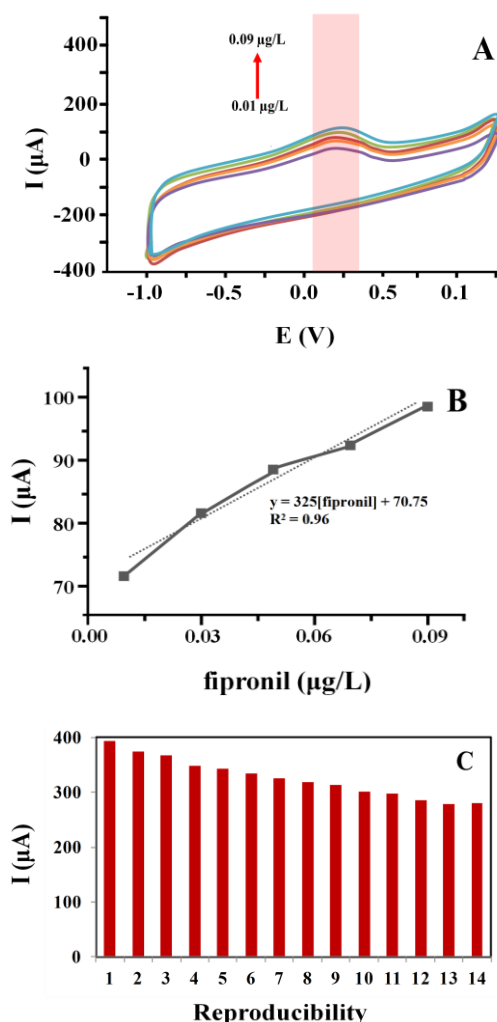 A
400
200
0
-200
-400
I (µA)
0.09 µg/L
0.01 µg/L
-1.0 -0.5 0.0 0.5 0.1
E (V)
B
100
90
80
70
I (µA)
y = 325[fipronil] + 70.75
R² = 0.96
0.00 0.03 0.06 0.09
fipronil (µg/L)
C
400
300
200
100
0
I (µA)
1 2 3 4 5 6 7 8 9 10 11 12 13 14
Reproducibility